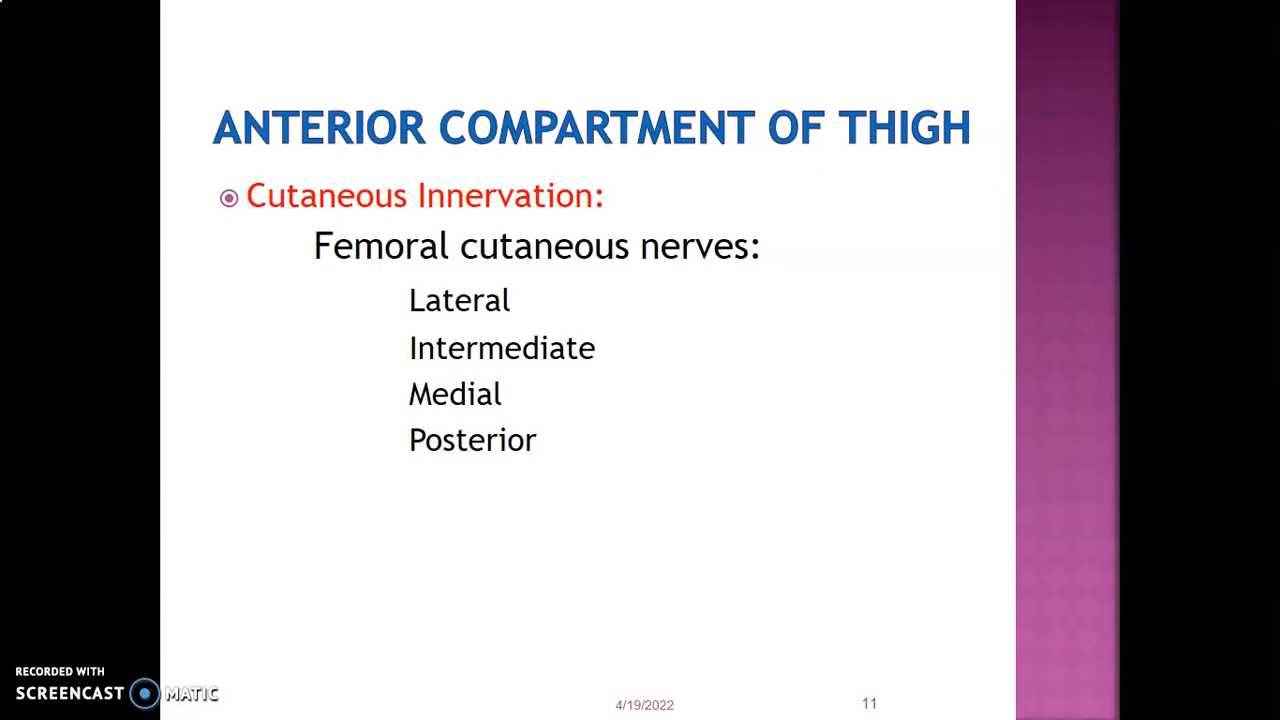 ANTERIOR COMPARTMENT OF THIGH
Cutaneous Innervation:
Femoral cutaneous nerves:
Lateral
Intermediate
Medial
Posterior
RECORDED WITH
SCREENCAST MATIC
4/19/2022
11